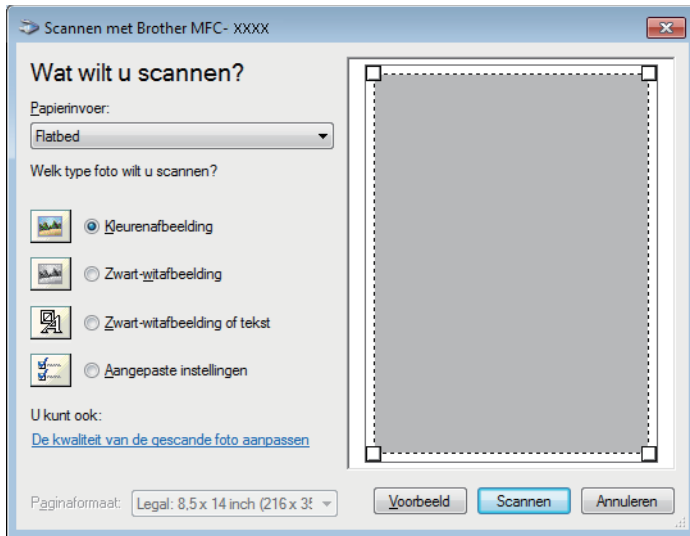 Scannen met Brother MFC- XXXX
Wat wilt u scannen?
Papierinvoer:
Flatbed
Welk type foto wilt u scannen?
Kleurenafbeelding
Zwart-witafbeelding
Zwart-witafbeelding of tekst
Aangepaste instellingen
U kunt ook:
De kwaliteit van de gescande foto aanpassen
Paginaformaat: Legal: 8,5 x 14 inch (216 x 35
Voorbeeld Scannen Annuleren